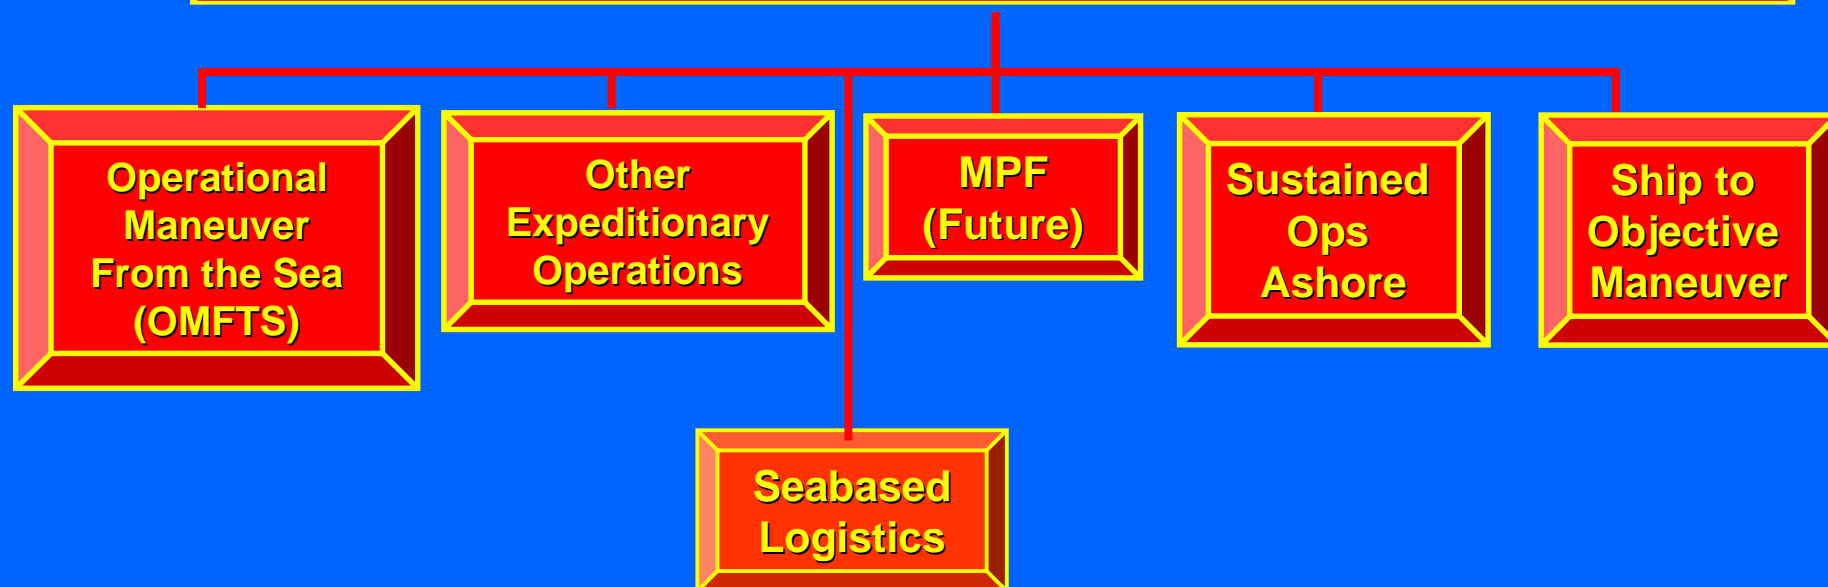 Operational
Maneuver
From the Sea
(OMFTS)
Other
Expeditionary
Operations
MPF
(Future)
Sustained
Ops
Ashore
Ship to
Objective
Maneuver
Seabased
Logistics